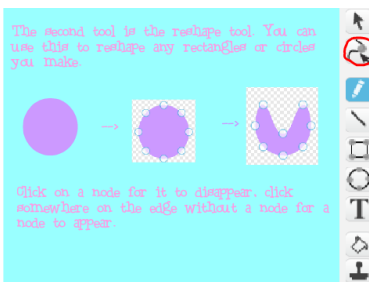 The second tool is the reshape tool. You can
use this to reshape any rectangles or circles
you make.
Click on a node for it to disappear, click
somewhere on the edge without a node for a
node to appear.
T